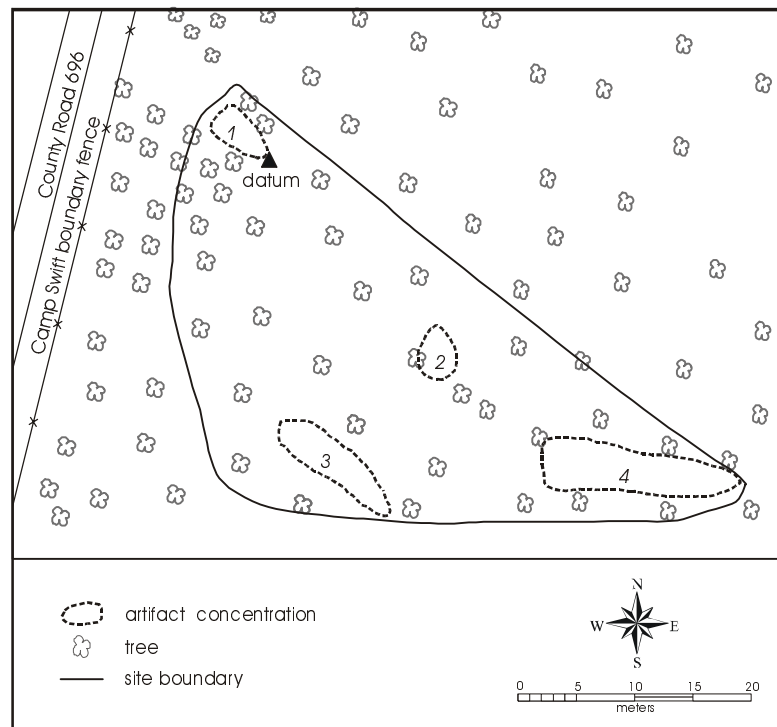 County Road 696
Camp Swift boundary fence
1
datum
2
3
4
artifact concentration
tree
site boundary
N
W E
S
0 5 10 15 20
meters